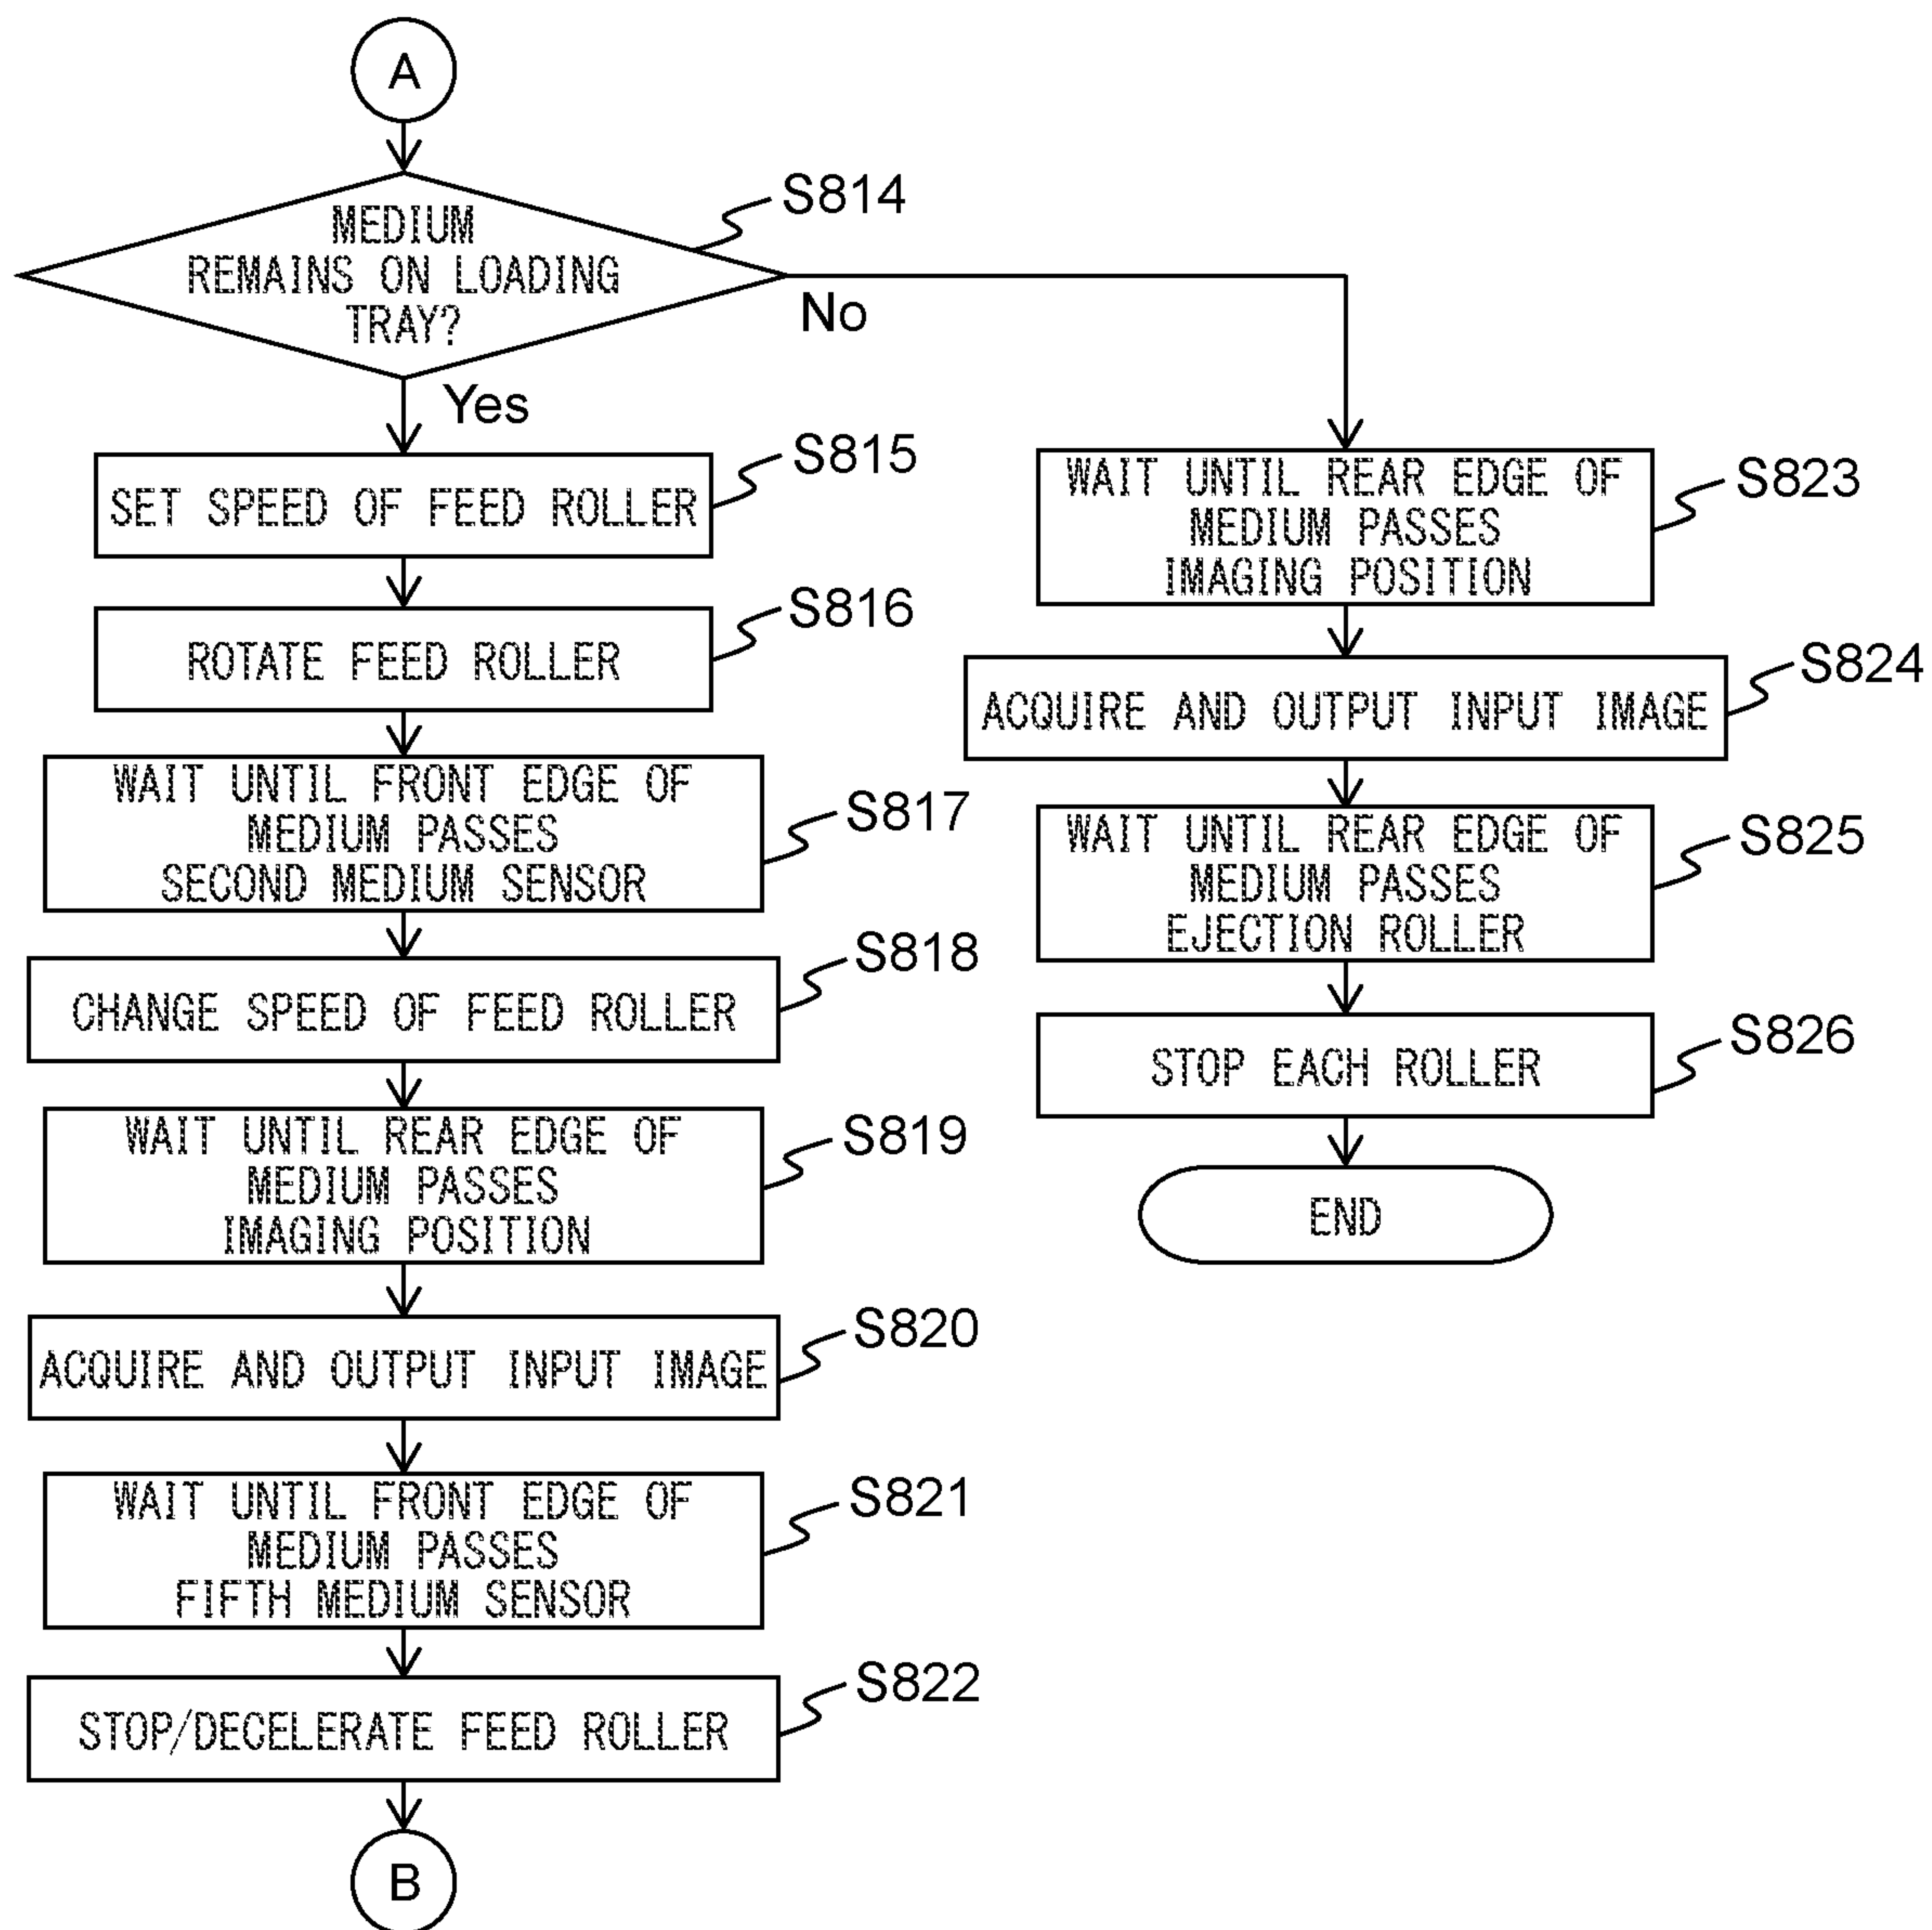 A
S814
MEDIUM
REMAINS ON LOADING
TRAY?
No
Yes
S815
SET SPEED OF FEED ROLLER
S816
ROTATE FEED ROLLER
S817
WAIT UNTIL FRONT EDGE OF
MEDIUM PASSES
SECOND MEDIUM SENSOR
S818
CHANGE SPEED OF FEED ROLLER
S819
WAIT UNTIL REAR EDGE OF
MEDIUM PASSES
IMAGING POSITION
S820
ACQUIRE AND OUTPUT INPUT IMAGE
S821
WAIT UNTIL FRONT EDGE OF
MEDIUM PASSES
FIFTH MEDIUM SENSOR
S822
STOP/DECELERATE FEED ROLLER
B
S823
WAIT UNTIL REAR EDGE OF
MEDIUM PASSES
IMAGING POSITION
S824
ACQUIRE AND OUTPUT INPUT IMAGE
S825
WAIT UNTIL REAR EDGE OF
MEDIUM PASSES
EJECTION ROLLER
S826
STOP EACH ROLLER
END